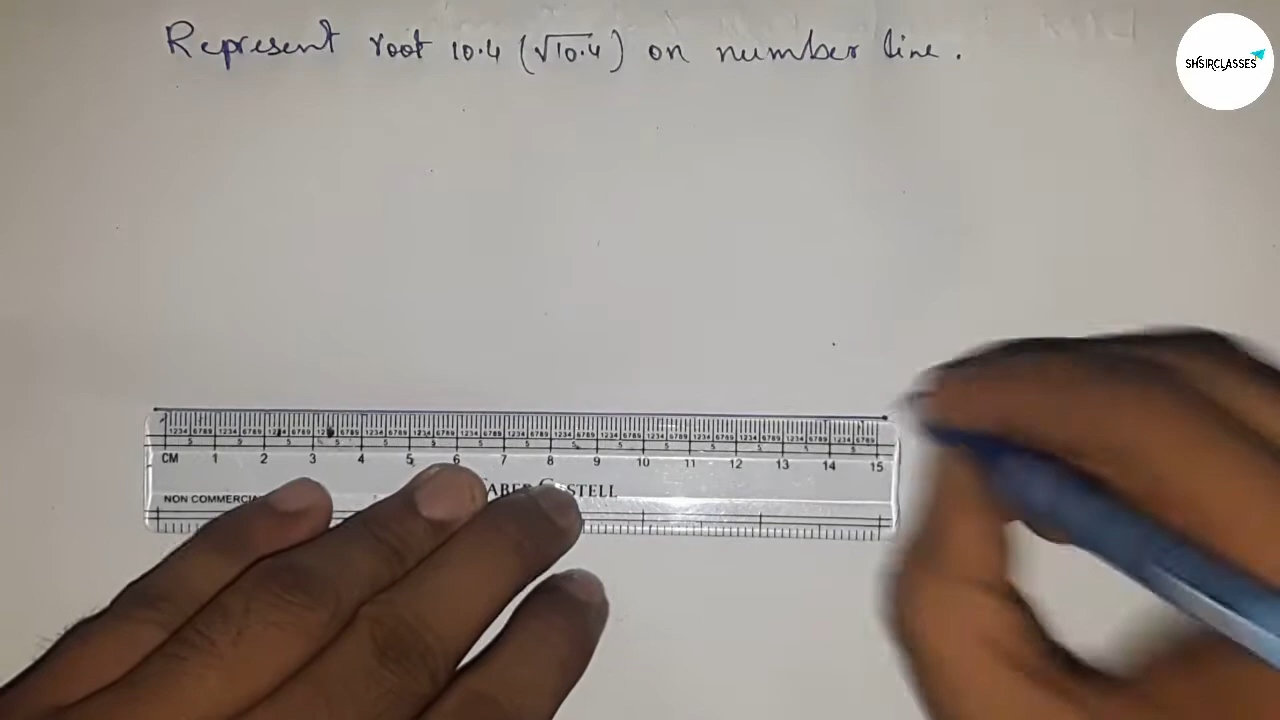 Represent root 10.4 (√10.4) on number line.
SHSIRCLASSES
CM 1 2 3 4 5 6 7 8 9 10 11 12 13 14 15
NON COMMERCIA